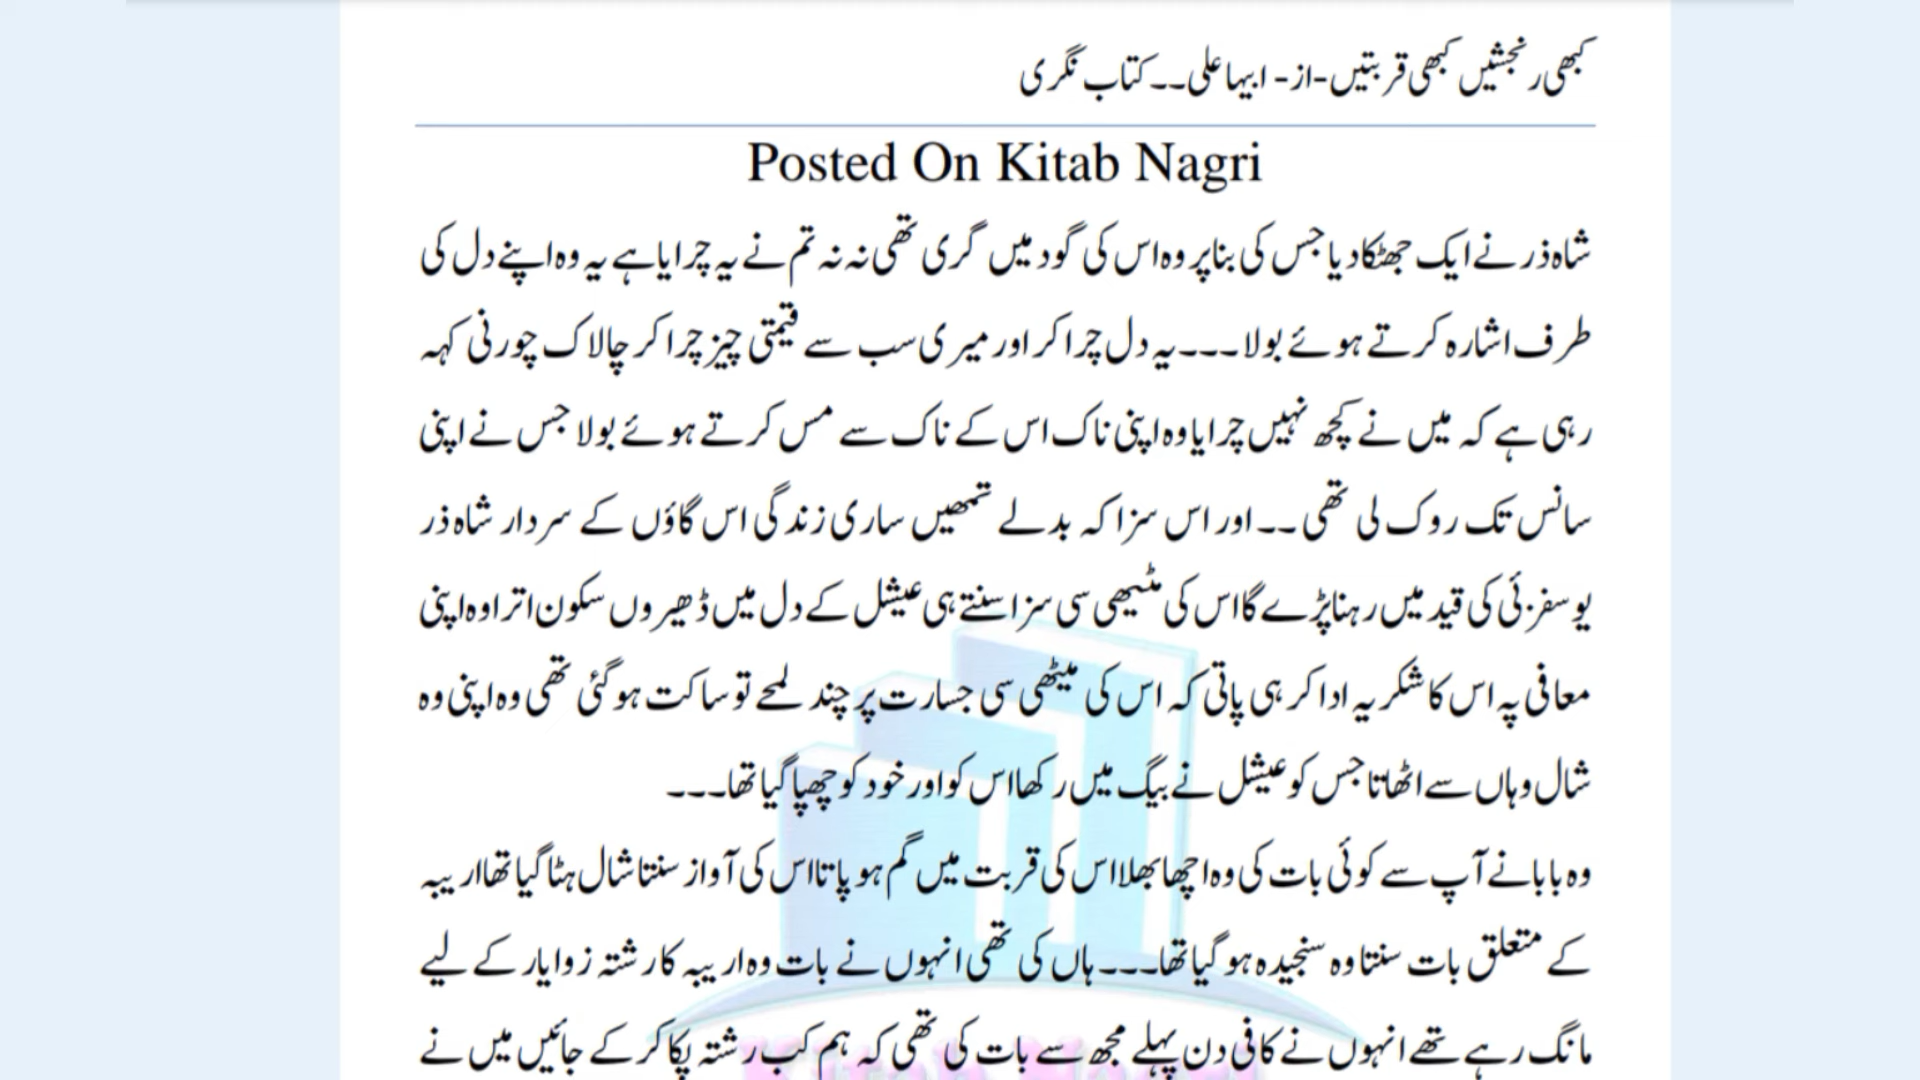 کبھی رنجشیں کبھی قربتیں-از- ابیہا علی۔۔کتاب نگری
Posted On Kitab Nagri
شاہ ذر نے ایک جھٹکا دیا جس کی بنا پر وہ اس کی گود میں گری تھی نہ نہ تم نے یہ چرایا ہے یہ وہ اپنے دل کی
طرف اشارہ کرتے ہوئے بولا۔۔۔یہ دل چرا کر اور میری سب سے قیمتی چیز چرا کر چالاک چورنی کہہ
رہی ہے کہ میں نے کچھ نہیں چرایا وہ اپنی ناک اس کے ناک سے مس کرتے ہوئے بولا جس نے اپنی
سانس تک روک لی تھی ۔۔اور اس سزا کہ بدلے تمھیں ساری زندگی اس گاؤں کے سردار شاہ ذر
یوسفزئی کی قید میں رہنا پڑے گا اس کی مٹیھی سی سزا سنتے ہی عیشل کے دل میں ڈھیروں سکون اترا وہ اپنی
معافی پہ اس کا شکریہ ادا کر ہی پاتی کہ اس کی میٹھی سی جسارت پر چند لمحے تو ساکت ہو گئی تھی وہ اپنی وہ
شال وہاں سے اٹھاتا جس کو عیشل نے بیگ میں رکھا اس کو اور خود کو چھپا گیا تھا۔۔۔
وہ بابا نے آپ سے کوئی بات کی وہ اچھا بھلا اس کی قربت میں گم ہو پاتا اس کی آواز سنتا شال ہٹا گیا تھا اریبہ
کے متعلق بات سنتا وہ سنجیدہ ہو گیا تھا۔۔۔ہاں کی تھی انہوں نے بات وہ اریبہ کا رشتہ زوایار کے لیے
مانگ رہے تھے انہوں نے کافی دن پہلے مجھ سے بات کی تھی کہ ہم کب رشتہ پکا کر کے جائیں میں نے